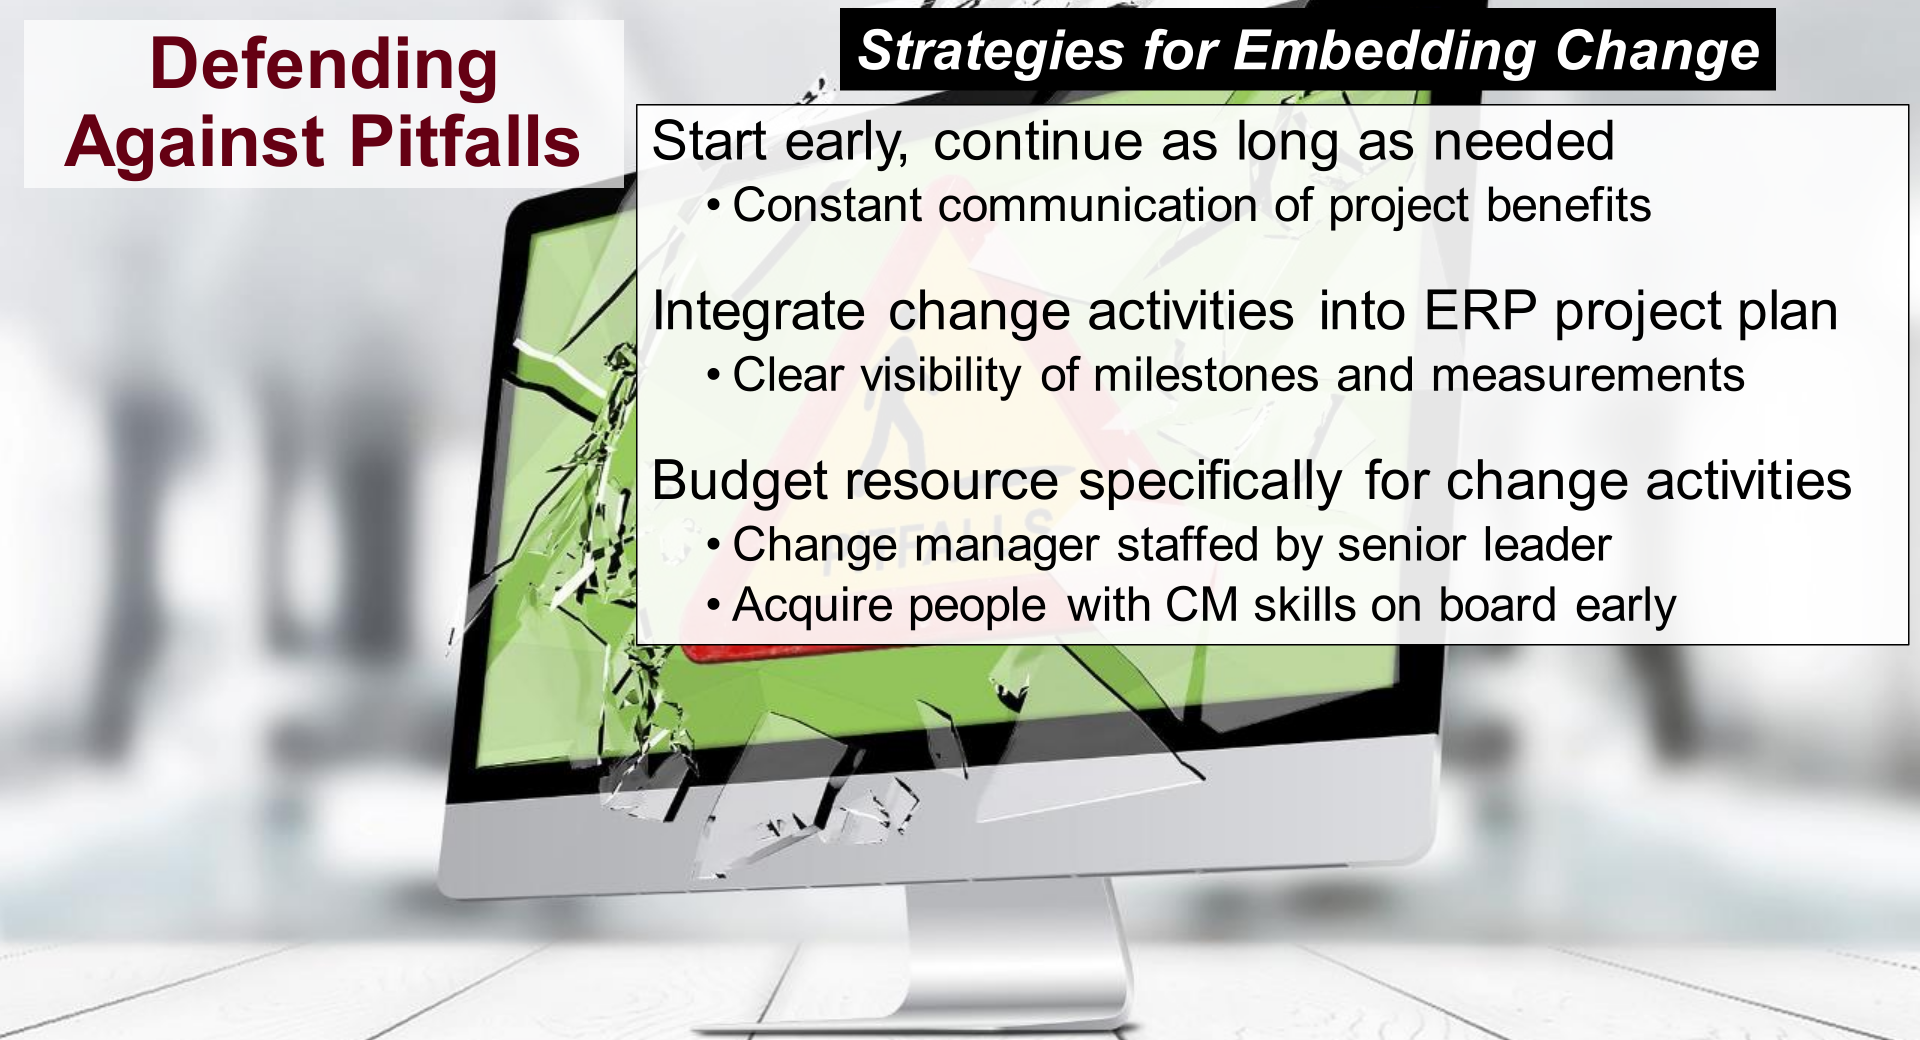 Defending
Against Pitfalls
Strategies for Embedding Change
Start early, continue as long as needed
• Constant communication of project benefits
Integrate change activities into ERP project plan
• Clear visibility of milestones and measurements
Budget resource specifically for change activities
• Change manager staffed by senior leader
• Acquire people with CM skills on board early
PITFALLS